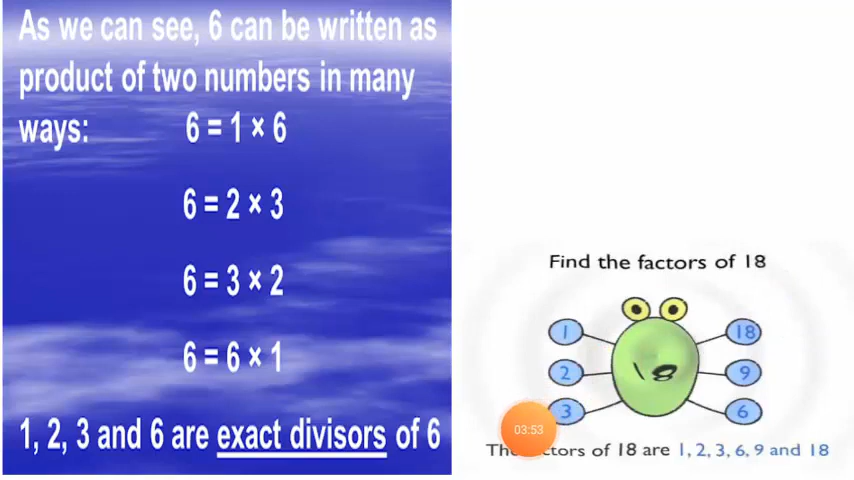 As we can see, 6 can be written as
product of two numbers in many
ways: 6 = 1 × 6
6 = 2 × 3
6 = 3 × 2
6 = 6 × 1
1, 2, 3 and 6 are exact divisors of 6
Find the factors of 18
1 18
2 18 9
3 6
03:53
of 18 are 1, 2, 3, 6, 9 and 18